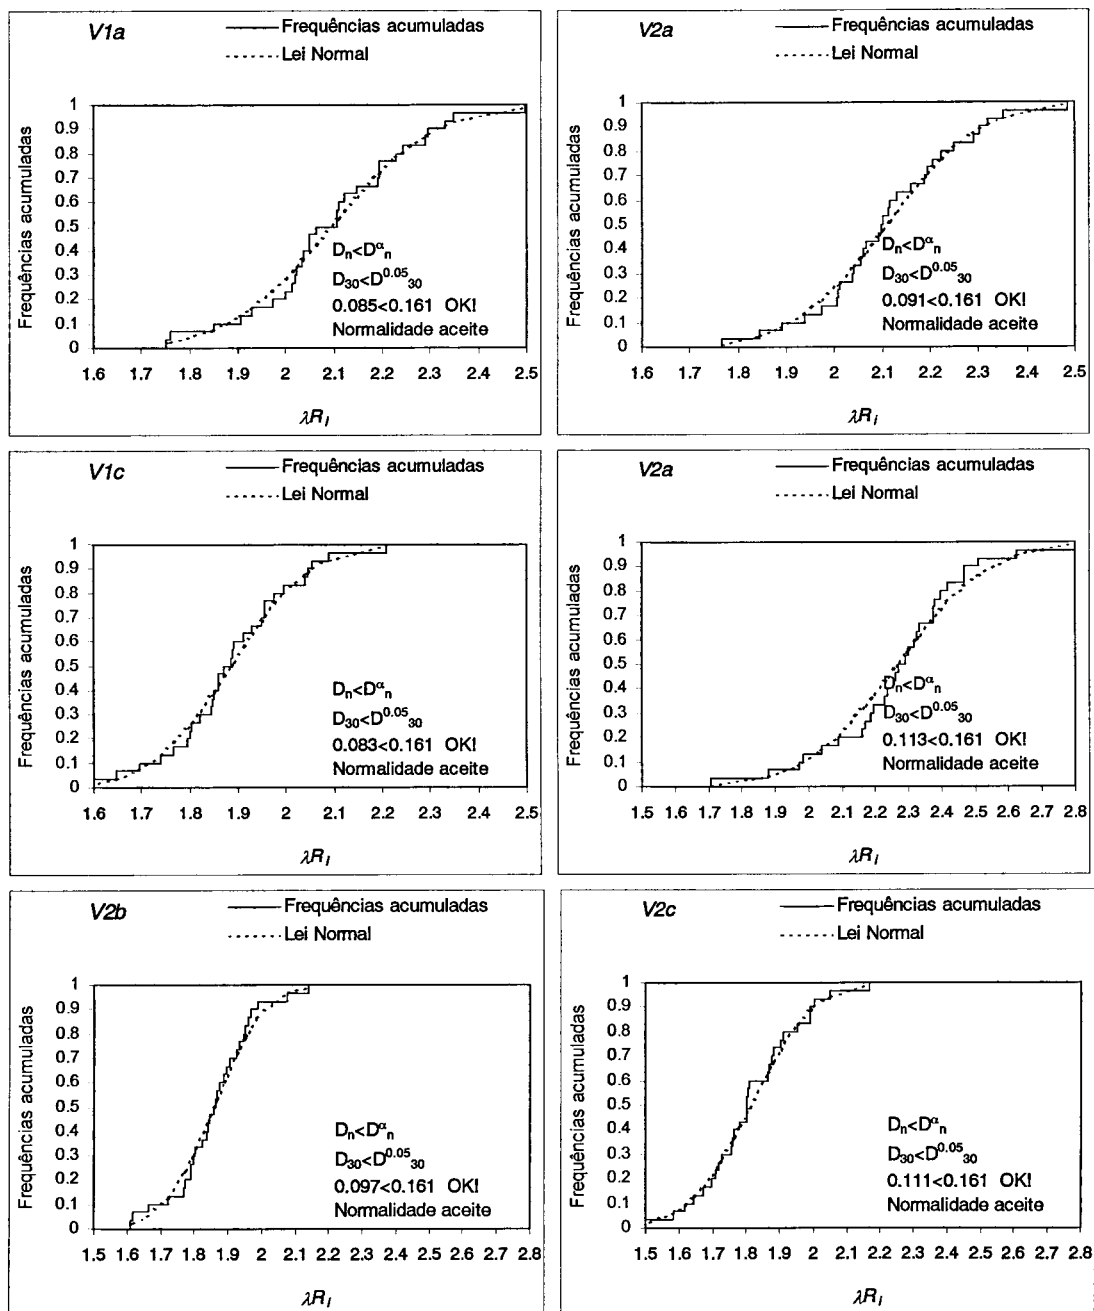 V1a
Frequências acumuladas
Lei Normal
Frequências acumuladas
1
0.9
0.8
0.7
0.6
0.5
0.4
0.3
0.2
0.1
0
Dn<Dαn
D30<D0.0530
0.085<0.161 OK!
Normalidade aceite
1.6 1.7 1.8 1.9 2 2.1 2.2 2.3 2.4 2.5
λRI
V2a
Frequências acumuladas
Lei Normal
Frequências acumuladas
1
0.9
0.8
0.7
0.6
0.5
0.4
0.3
0.2
0.1
0
Dn<Dαn
D30<D0.0530
0.091<0.161 OK!
Normalidade aceite
1.6 1.7 1.8 1.9 2 2.1 2.2 2.3 2.4 2.5
λRI
V1c
Frequências acumuladas
Lei Normal
Frequências acumuladas
1
0.9
0.8
0.7
0.6
0.5
0.4
0.3
0.2
0.1
0
Dn<Dαn
D30<D0.0530
0.083<0.161 OK!
Normalidade aceite
1.6 1.7 1.8 1.9 2 2.1 2.2 2.3 2.4 2.5
λRI
V2a
Frequências acumuladas
Lei Normal
Frequências acumuladas
1
0.9
0.8
0.7
0.6
0.5
0.4
0.3
0.2
0.1
0
Dn<Dαn
D30<D0.0530
0.113<0.161 OK!
Normalidade aceite
1.5 1.6 1.7 1.8 1.9 2 2.1 2.2 2.3 2.4 2.5 2.6 2.7 2.8
λRI
V2b
Frequências acumuladas
Lei Normal
Frequências acumuladas
1
0.9
0.8
0.7
0.6
0.5
0.4
0.3
0.2
0.1
0
Dn<Dαn
D30<D0.0530
0.097<0.161 OK!
Normalidade aceite
1.5 1.6 1.7 1.8 1.9 2 2.1 2.2 2.3 2.4 2.5 2.6 2.7 2.8
λRI
V2c
Frequências acumuladas
Lei Normal
Frequências acumuladas
1
0.9
0.8
0.7
0.6
0.5
0.4
0.3
0.2
0.1
0
Dn<Dαn
D30<D0.0530
0.111<0.161 OK!
Normalidade aceite
1.5 1.6 1.7 1.8 1.9 2 2.1 2.2 2.3 2.4 2.5 2.6 2.7 2.8
λRI